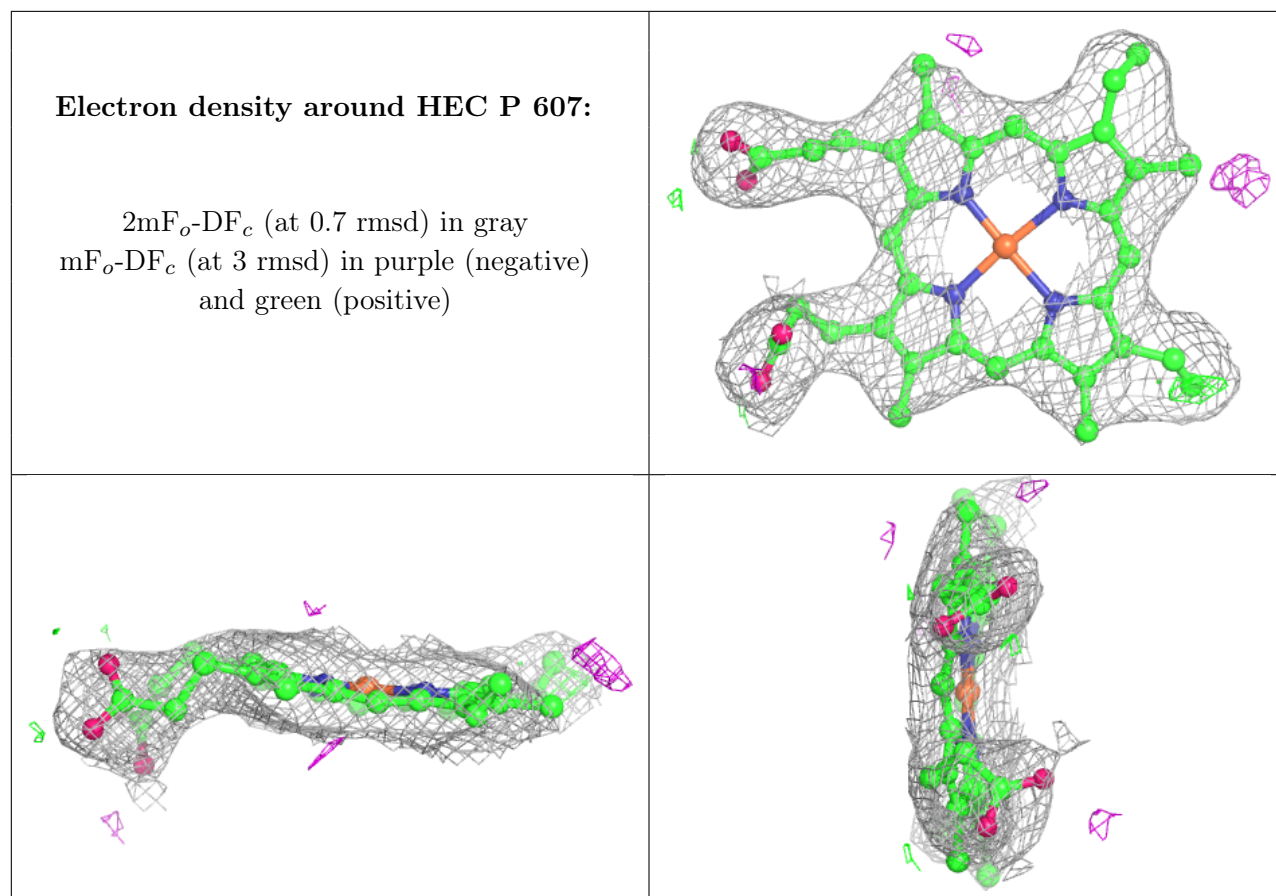 Electron density around HEC P 607:
2mFo-DFc (at 0.7 rmsd) in gray
mFo-DFc (at 3 rmsd) in purple (negative)
and green (positive)